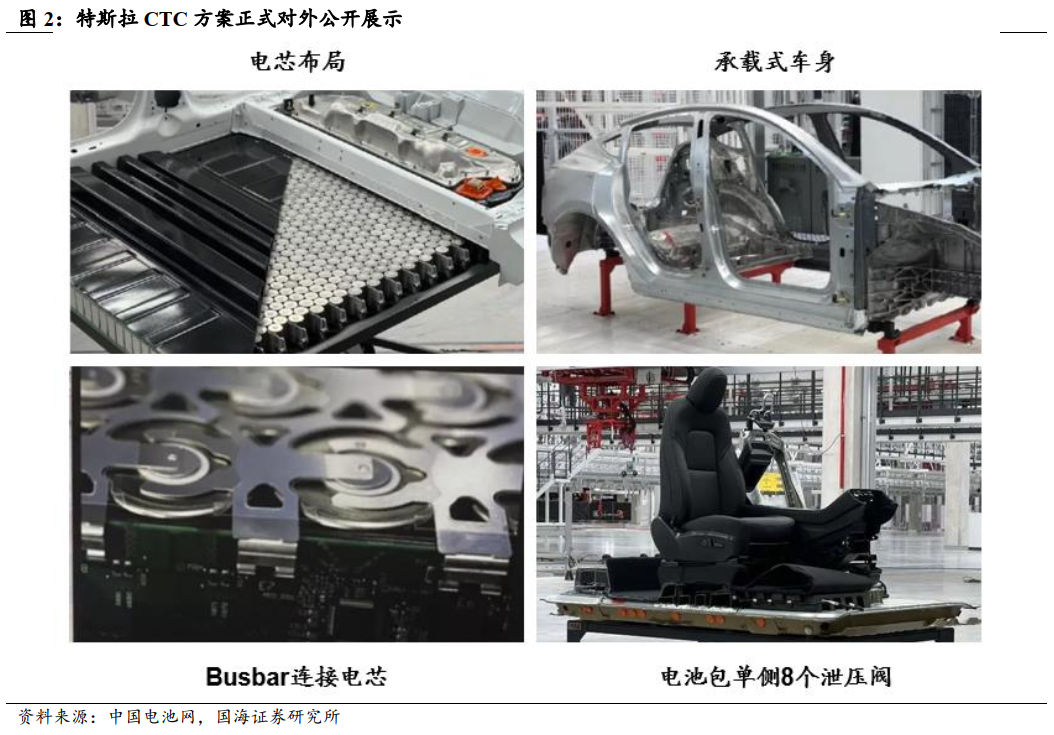 图 2：特斯拉 CTC 方案正式对外公开展示
电芯布局
承载式车身
Busbar连接电芯
电池包单侧8个泄压阀
资料来源：中国电池网，国海证券研究所